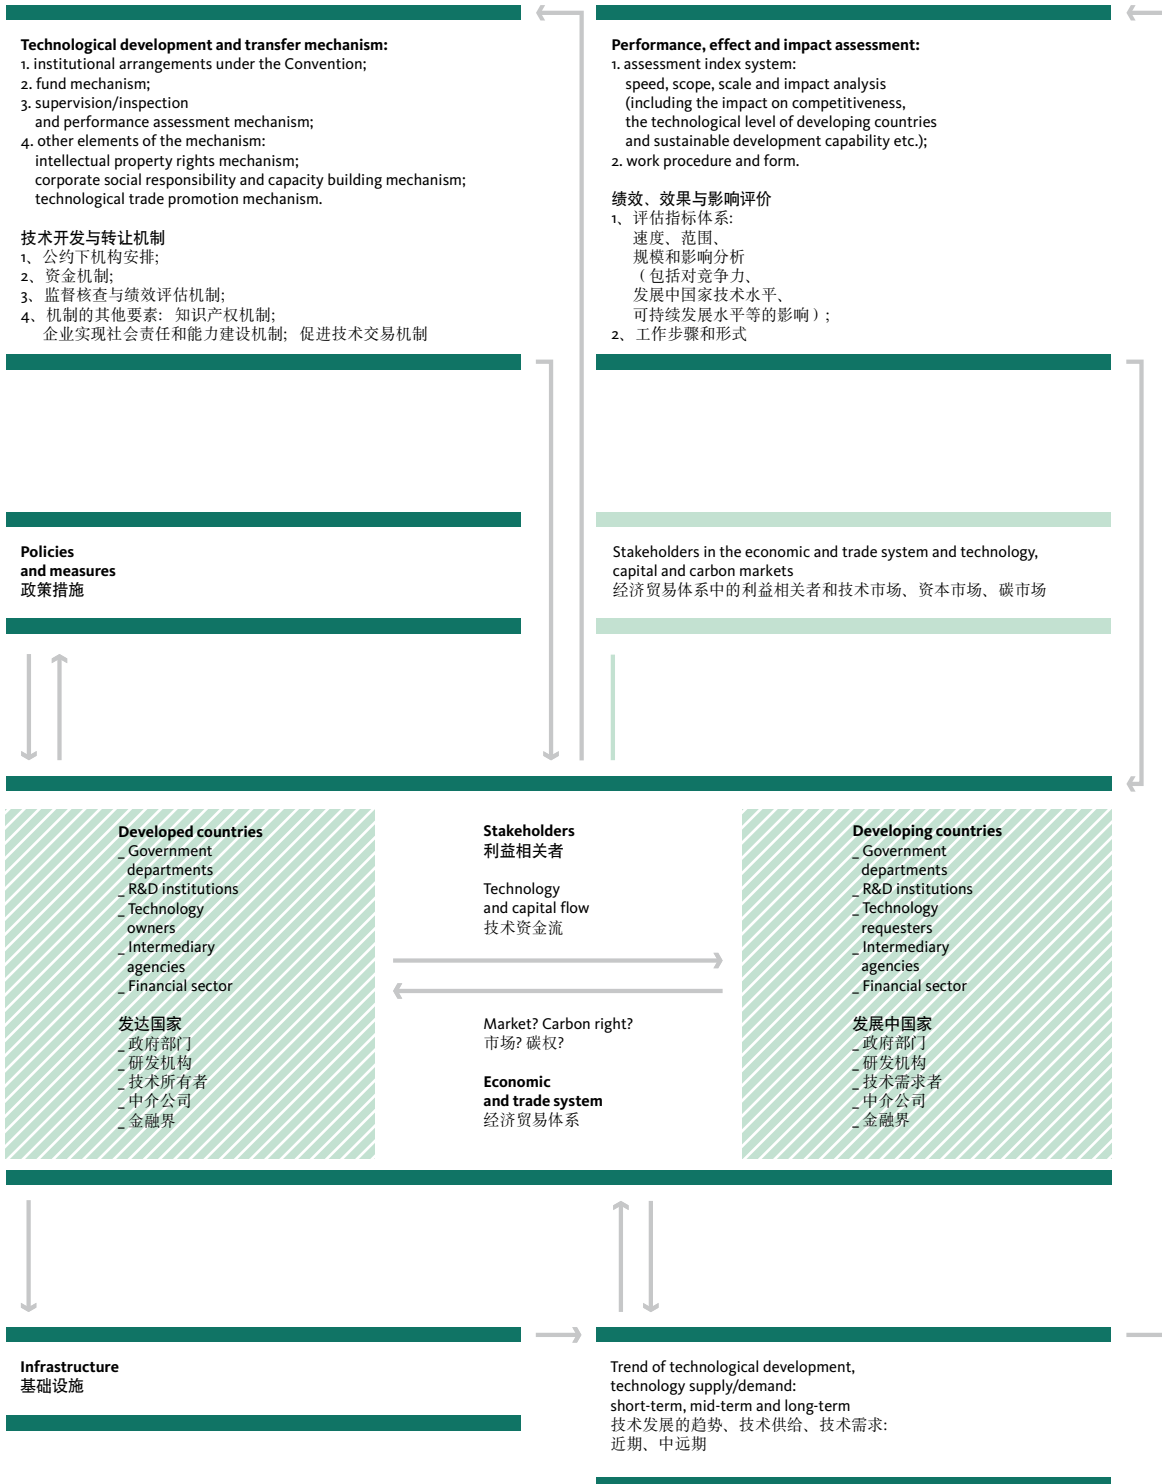 Technological development and transfer mechanism:
1. institutional arrangements under the Convention;
2. fund mechanism;
3. supervision/inspection
and performance assessment mechanism;
4. other elements of the mechanism:
intellectual property rights mechanism;
corporate social responsibility and capacity building mechanism;
technological trade promotion mechanism.
技术开发与转让机制
1、公约下机构安排;
2、资金机制;
3、监督核查与绩效评估机制;
4、机制的其他要素: 知识产权机制;
企业实现社会责任和能力建设机制; 促进技术交易机制
Performance, effect and impact assessment:
1. assessment index system:
speed, scope, scale and impact analysis
(including the impact on competitiveness,
the technological level of developing countries
and sustainable development capability etc.);
2. work procedure and form.
绩效、效果与影响评价
1、评估指标体系:
速度、范围、
规模和影响分析
(包括对竞争力、
发展中国家技术水平、
可持续发展水平等的影响);
2、工作步骤和形式
Policies
and measures
政策措施
Stakeholders in the economic and trade system and technology,
capital and carbon markets
经济贸易体系中的利益相关者和技术市场、资本市场、碳市场
Developed countries
_ Government
departments
_ R&D institutions
_ Technology
owners
_ Intermediary
agencies
_ Financial sector
发达国家
_ 政府部门
_ 研发机构
_ 技术所有者
_ 中介公司
_ 金融界
Stakeholders
利益相关者
Technology
and capital flow
技术资金流
Market? Carbon right?
市场? 碳权?
Economic
and trade system
经济贸易体系
Developing countries
_ Government
departments
_ R&D institutions
_ Technology
requesters
_ Intermediary
agencies
_ Financial sector
发展中国家
_ 政府部门
_ 研发机构
_ 技术需求者
_ 中介公司
_ 金融界
Infrastructure
基础设施
Trend of technological development,
technology supply/demand:
short-term, mid-term and long-term
技术发展的趋势、技术供给、技术需求:
近期、中远期